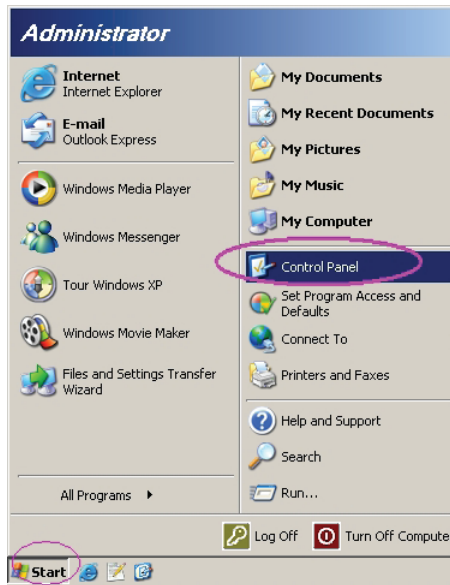 Administrator
Internet
Internet Explorer
E-mail
Outlook Express
Windows Media Player
Windows Messenger
Tour Windows XP
Windows Movie Maker
Files and Settings Transfer
Wizard
All Programs
My Documents
My Recent Documents
My Pictures
My Music
My Computer
Control Panel
Set Program Access and
Defaults
Connect To
Printers and Faxes
Help and Support
Search
Run...
Log Off
Turn Off Compute
Start